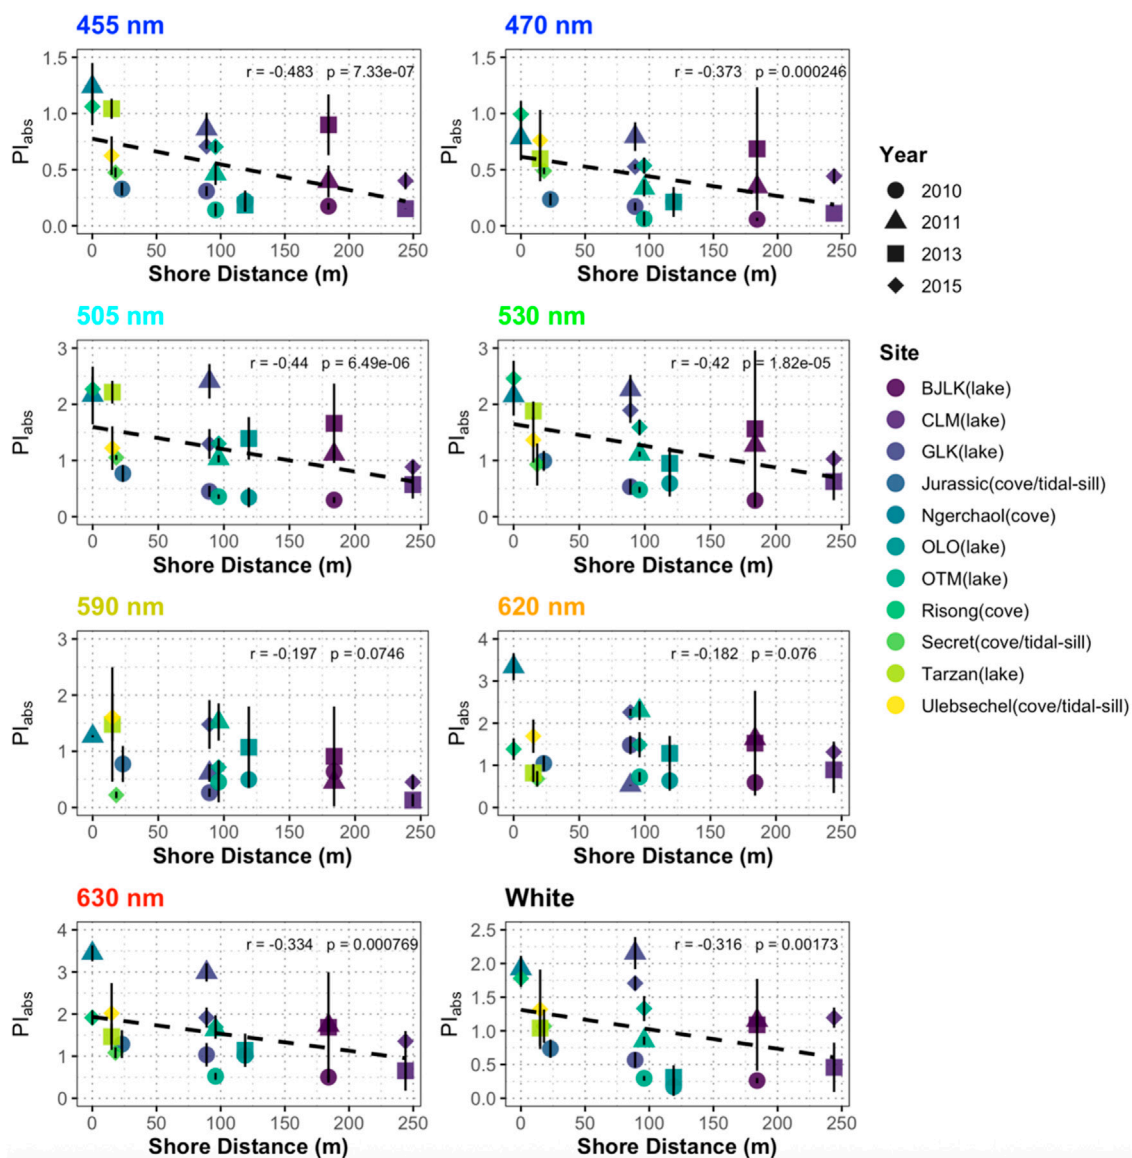 455 nm
470 nm
r = -0.483 p = 7.33e-07
r = -0.373 p = 0.000246
PIabs
1.5
1.0
0.5
0.0
PIabs
1.5
1.0
0.5
0.0
0 50 100 150 200 250
0 50 100 150 200 250
Shore Distance (m)
Shore Distance (m)
505 nm
530 nm
r = -0.44 p = 6.49e-06
r = -0.42 p = 1.82e-05
PIabs
3
2
1
0
PIabs
3
2
1
0
0 50 100 150 200 250
0 50 100 150 200 250
Shore Distance (m)
Shore Distance (m)
590 nm
620 nm
r = -0.197 p = 0.0746
r = -0.182 p = 0.076
PIabs
3
2
1
0
PIabs
4
3
2
1
0
0 50 100 150 200 250
0 50 100 150 200 250
Shore Distance (m)
Shore Distance (m)
630 nm
White
r = -0.334 p = 0.000769
r = -0.316 p = 0.00173
PIabs
4
3
2
1
0
PIabs
2.5
2.0
1.5
1.0
0.5
0.0
0 50 100 150 200 250
0 50 100 150 200 250
Shore Distance (m)
Shore Distance (m)
Year
2010
2011
2013
2015
Site
BJLK(lake)
CLM(lake)
GLK(lake)
Jurassic(cove/tidal-sill)
Ngerchaol(cove)
OLO(lake)
OTM(lake)
Risong(cove)
Secret(cove/tidal-sill)
Tarzan(lake)
Ulebsechel(cove/tidal-sill)